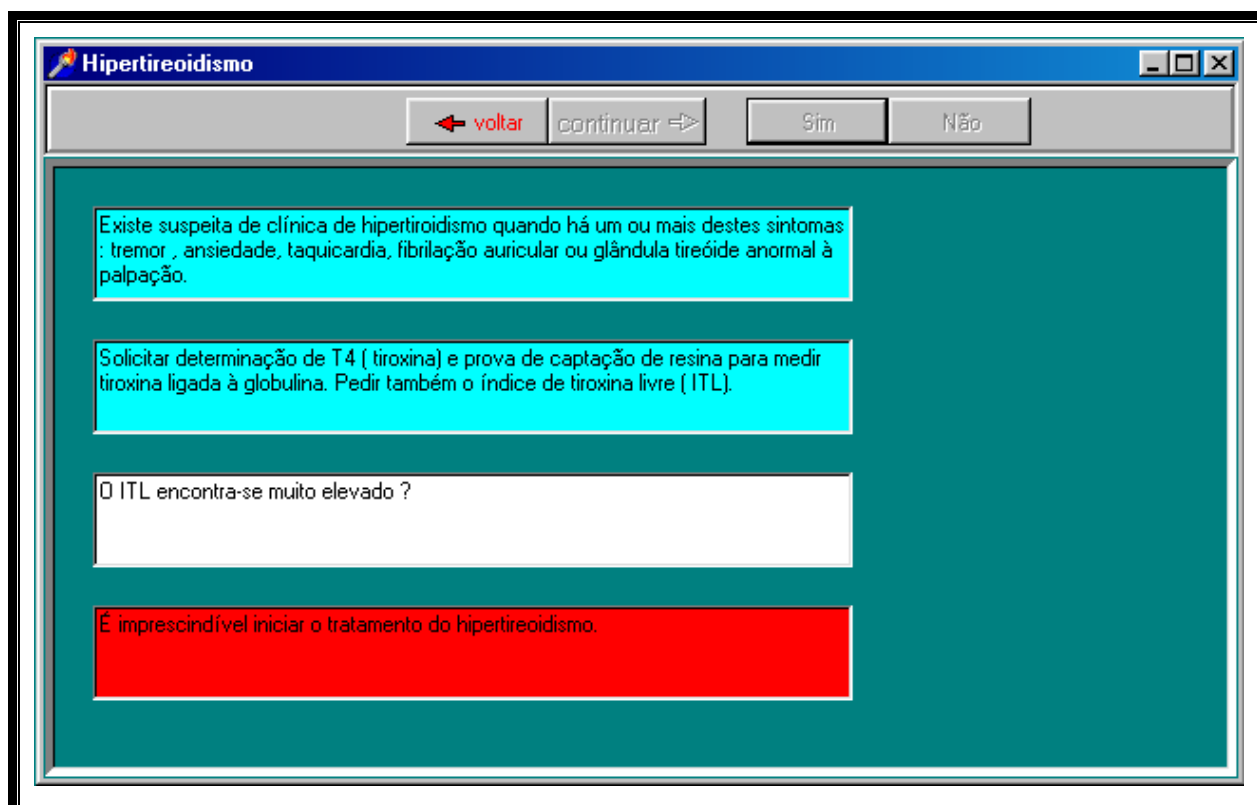 Hipertireoidismo
voltar continuar Sim Não
Existe suspeita de clínica de hipertiroidismo quando há um ou mais destes sintomas
: tremor , ansiedade, taquicardia, fibrilação auricular ou glândula tireóide anormal à
palpação.
Solicitar determinação de T4 ( tiroxina) e prova de captação de resina para medir
tiroxina ligada à globulina. Pedir também o índice de tiroxina livre ( ITL).
O ITL encontra-se muito elevado ?
É imprescindível iniciar o tratamento do hipertireoidismo.